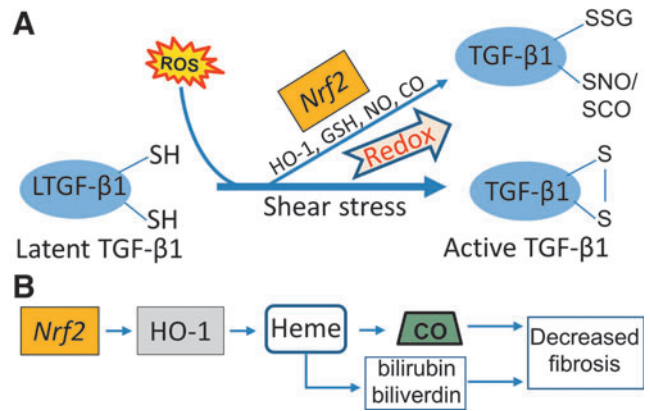 A
ROS
Nrf2
HO-1, GSH, NO, CO
Redox
SSG
TGF-β1
SNO/
SCO
SH
LTGF-β1
SH
Latent TGF-β1
Shear stress
S
TGF-β1
S
Active TGF-β1
B
Nrf2
HO-1
Heme
CO
bilirubin
biliverdin
Decreased
fibrosis